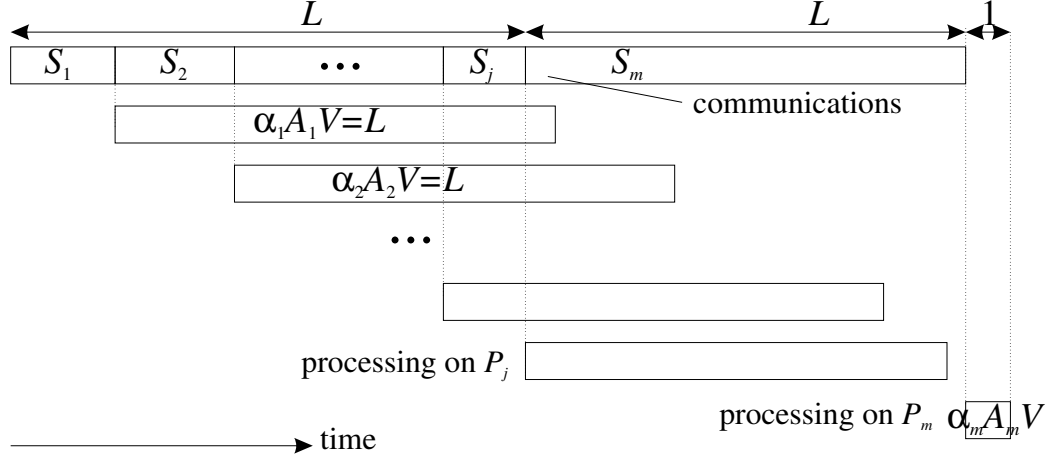 L L 1
S₁ S₂ ••• Sⱼ Sₘ
communications
α₁A₁V=L
α₂A₂V=L
•••
processing on Pⱼ
processing on Pₘ αₘAₘV
time